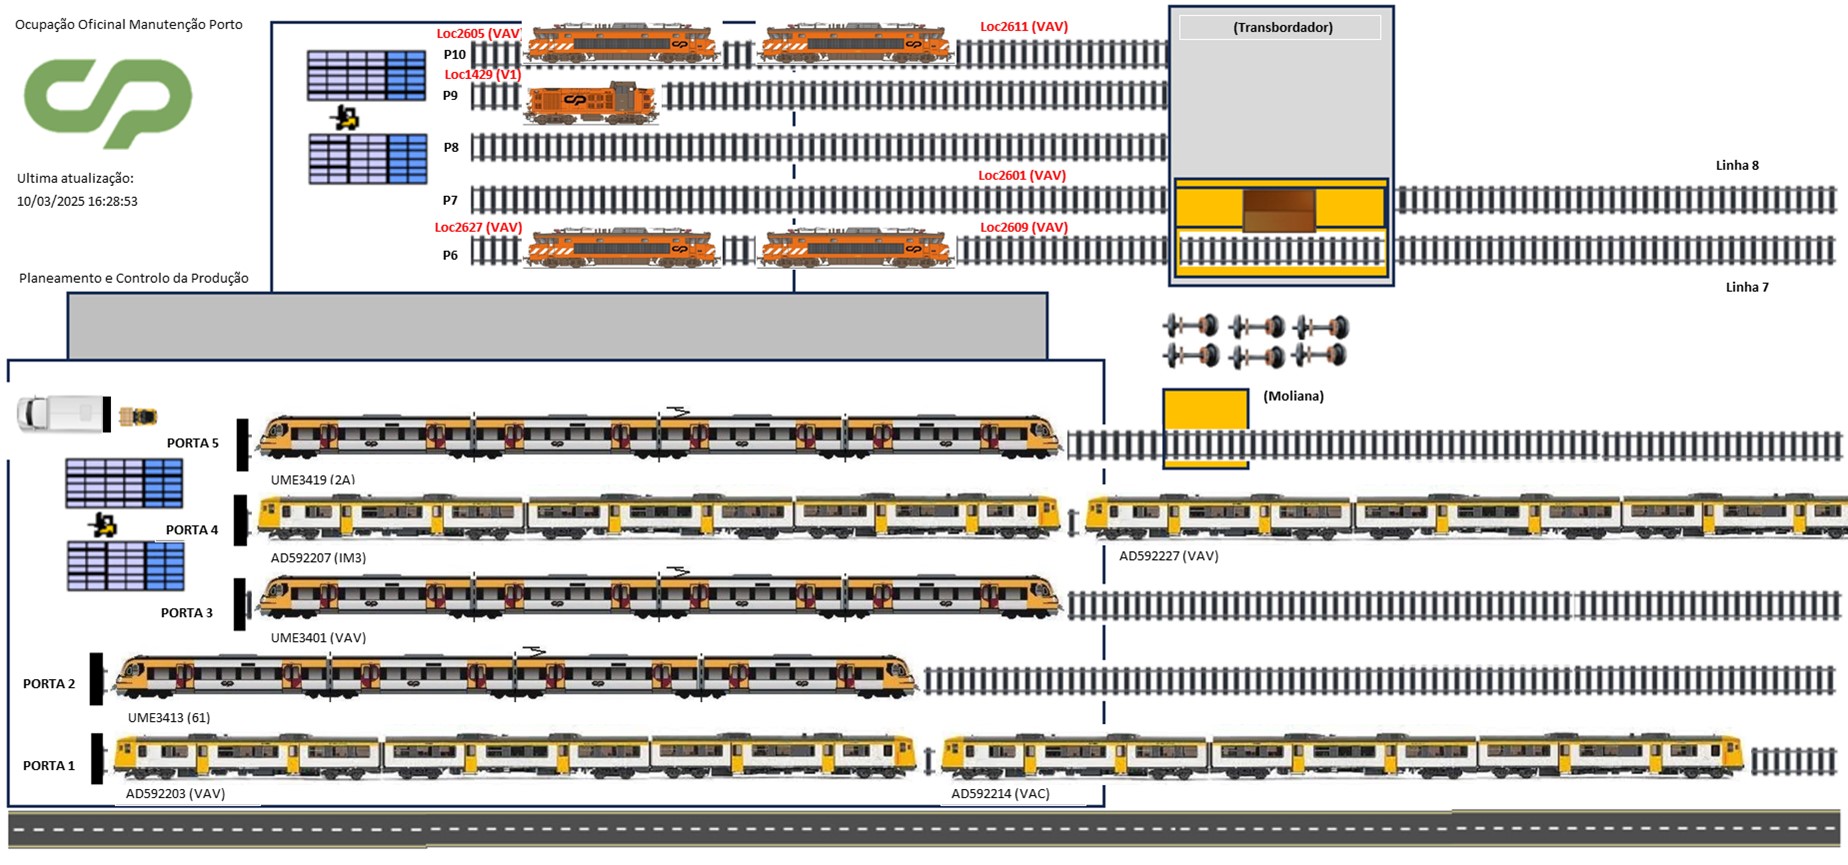 Ocupação Oficinal Manutenção Porto
Loc2605 (VAV)
Loc2611 (VAV)
(Transbordador)
P10
Loc1429 (V1)
P9
P8
Ultima atualização:
10/03/2025 16:28:53
Loc2601 (VAV)
Linha 8
P7
Loc2627 (VAV)
Loc2609 (VAV)
P6
Planeamento e Controlo da Produção
Linha 7
(Moliana)
PORTA 5
UME3419 (2A)
PORTA 4
AD592207 (IM3)
AD592227 (VAV)
PORTA 3
UME3401 (VAV)
PORTA 2
UME3413 (61)
PORTA 1
AD592203 (VAV)
AD592214 (VAC)